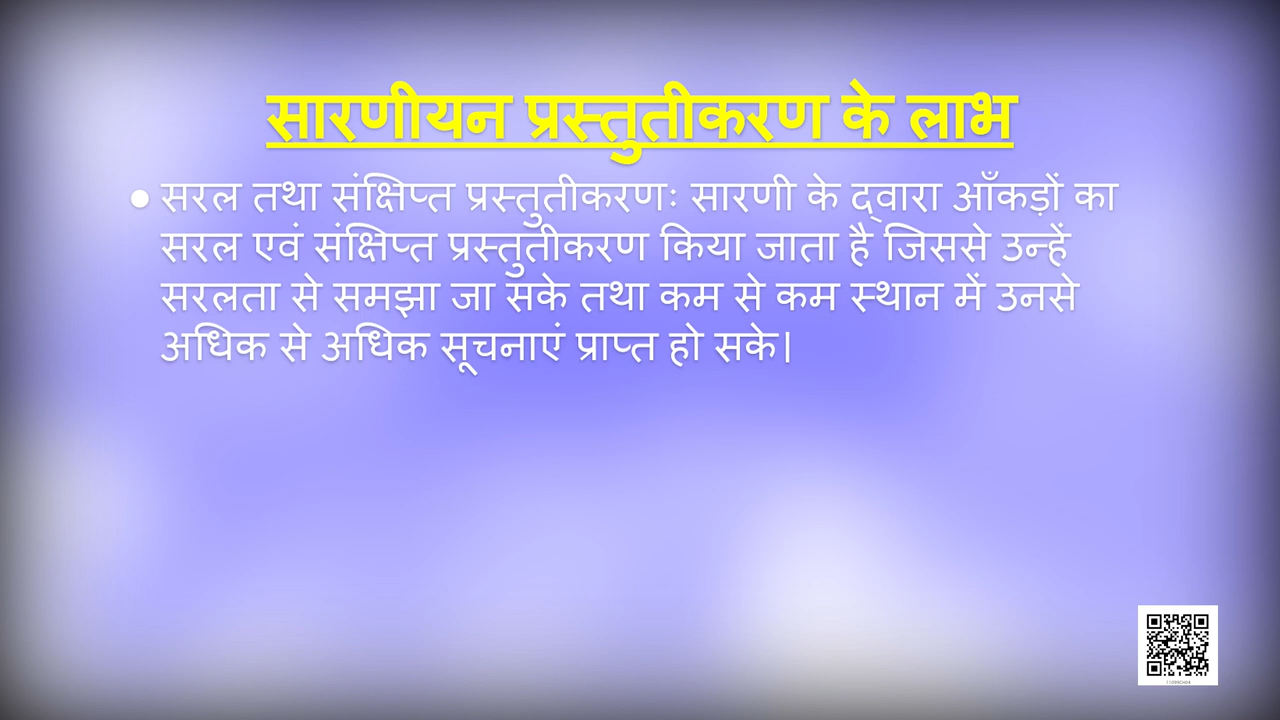 सारणीयन प्रस्तुतीकरण के लाभ
• सरल तथा संक्षिप्त प्रस्तुतीकरणः सारणी के द्वारा आँकड़ों का
सरल एवं संक्षिप्त प्रस्तुतीकरण किया जाता है जिससे उन्हें
सरलता से समझा जा सके तथा कम से कम स्थान में उनसे
अधिक से अधिक सूचनाएं प्राप्त हो सके।